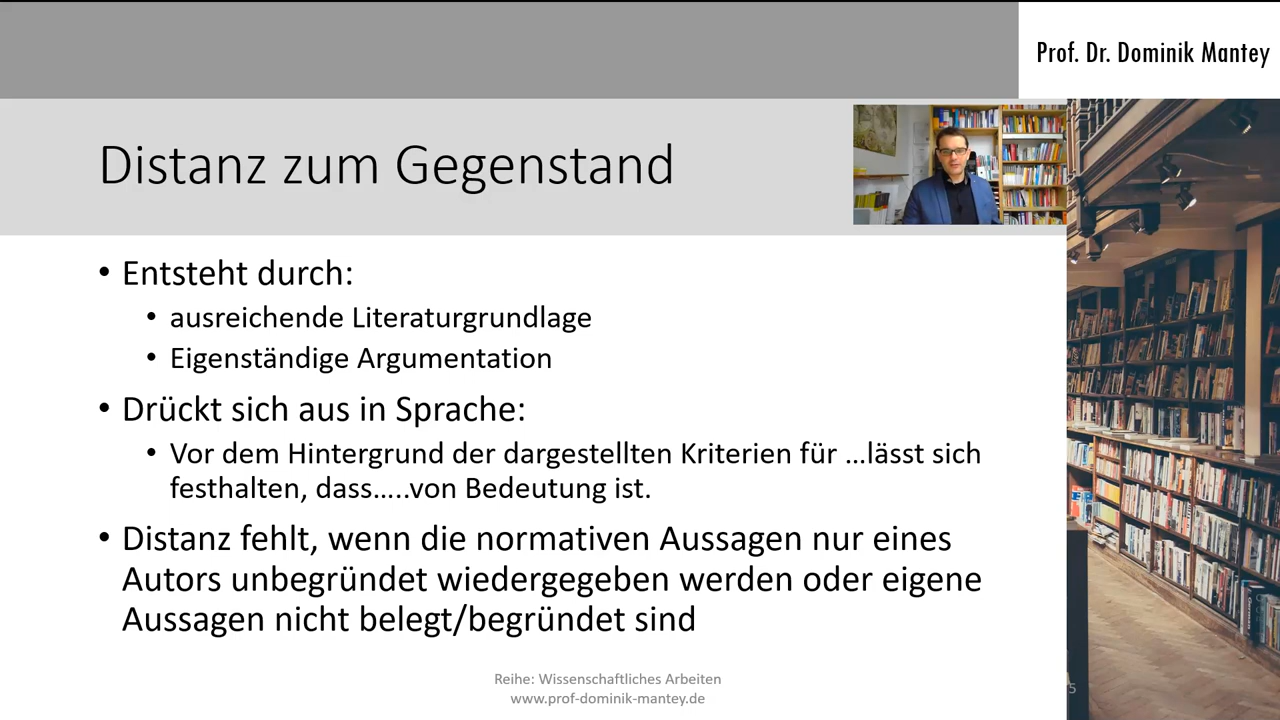 Prof. Dr. Dominik Mantey
Distanz zum Gegenstand
• Entsteht durch:
• ausreichende Literaturgrundlage
• Eigenständige Argumentation
• Drückt sich aus in Sprache:
• Vor dem Hintergrund der dargestellten Kriterien für …lässt sich
festhalten, dass…..von Bedeutung ist.
• Distanz fehlt, wenn die normativen Aussagen nur eines
Autors unbegründet wiedergegeben werden oder eigene
Aussagen nicht belegt/begründet sind
Reihe: Wissenschaftliches Arbeiten
www.prof-dominik-mantey.de
5